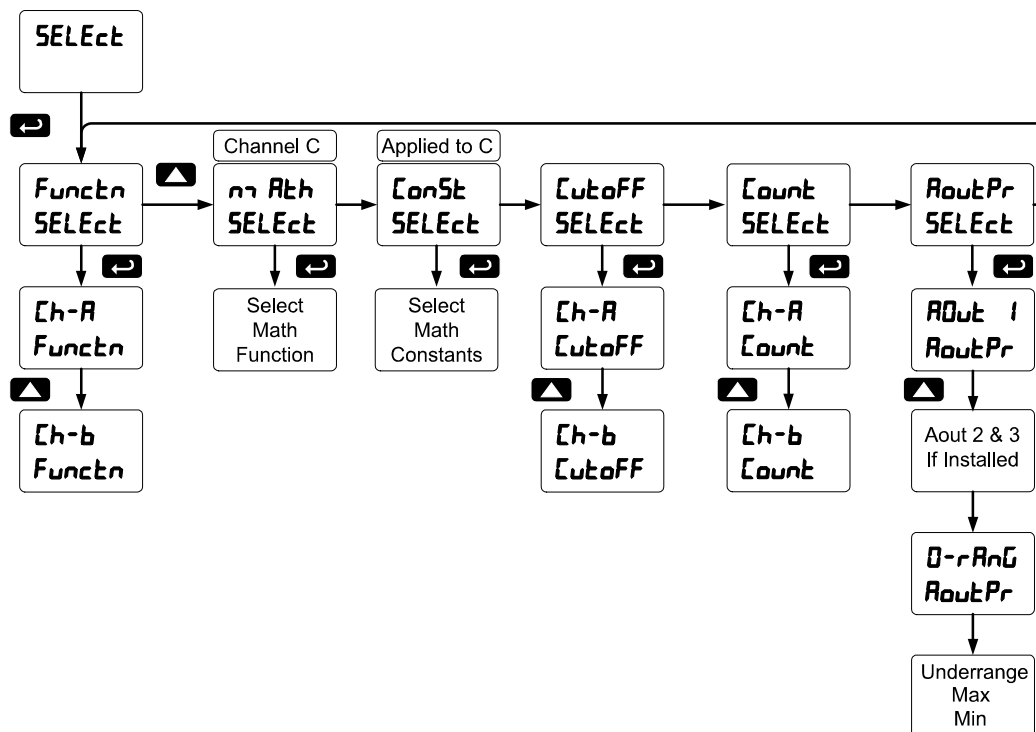 SELEct
Channel C
Applied to C
Functn
SELEct
mAth
SELEct
ConSt
SELEct
CutoFF
SELEct
Count
SELEct
AoutPr
SELEct
Ch-A
Functn
Select
Math
Function
Select
Math
Constants
Ch-A
CutoFF
Ch-A
Count
AOut 1
AoutPr
Ch-b
Functn
Ch-b
CutoFF
Ch-b
Count
Aout 2 & 3
If Installed
O-rAnG
AoutPr
Underrange
Max
Min